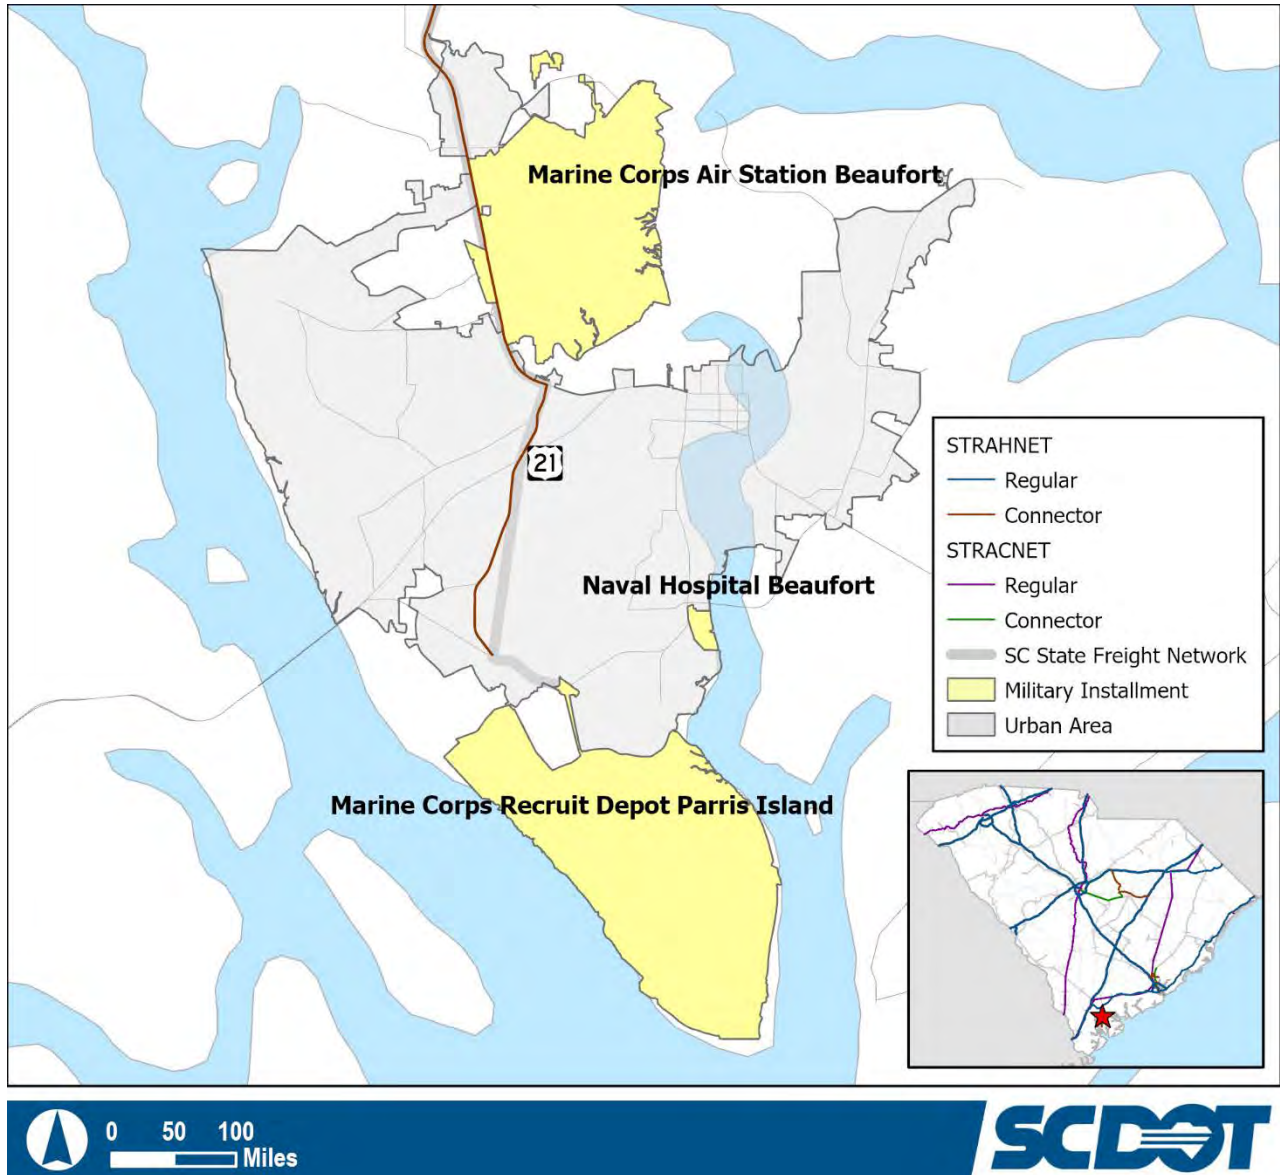 Marine Corps Air Station Beaufort
21
Naval Hospital Beaufort
Marine Corps Recruit Depot Parris Island
STRAHNET
Regular
Connector
STRACNET
Regular
Connector
SC State Freight Network
Military Installment
Urban Area
0 50 100
Miles
SCDOT